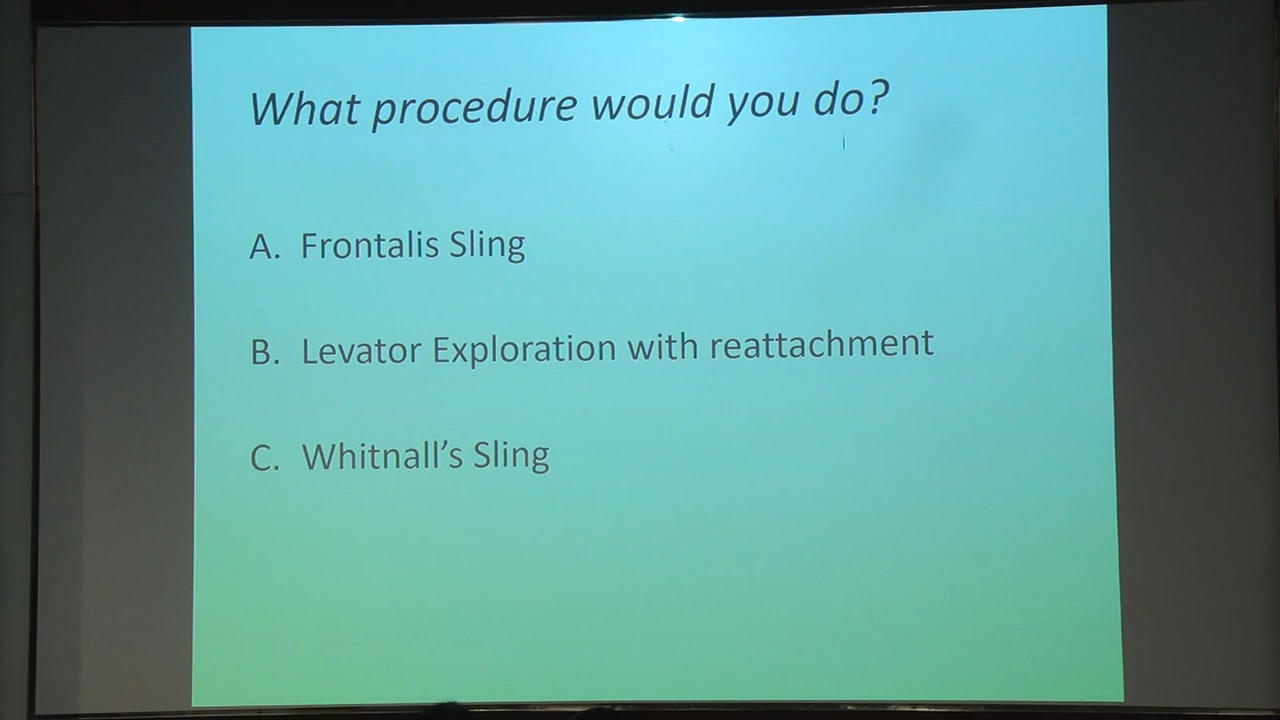 What procedure would you do?
A. Frontalis Sling
B. Levator Exploration with reattachment
C. Whitnall’s Sling